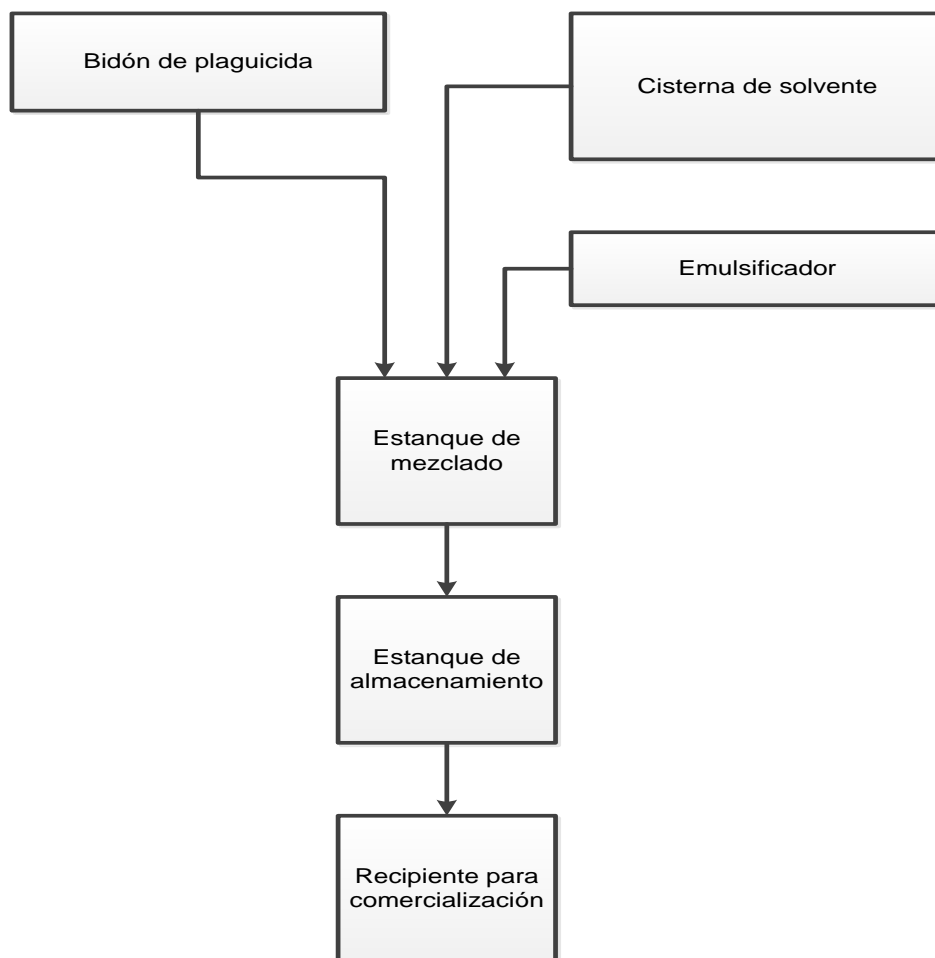 Bidón de plaguicida
Cisterna de solvente
Emulsificador
Estanque de
mezclado
Estanque de
almacenamiento
Recipiente para
comercialización